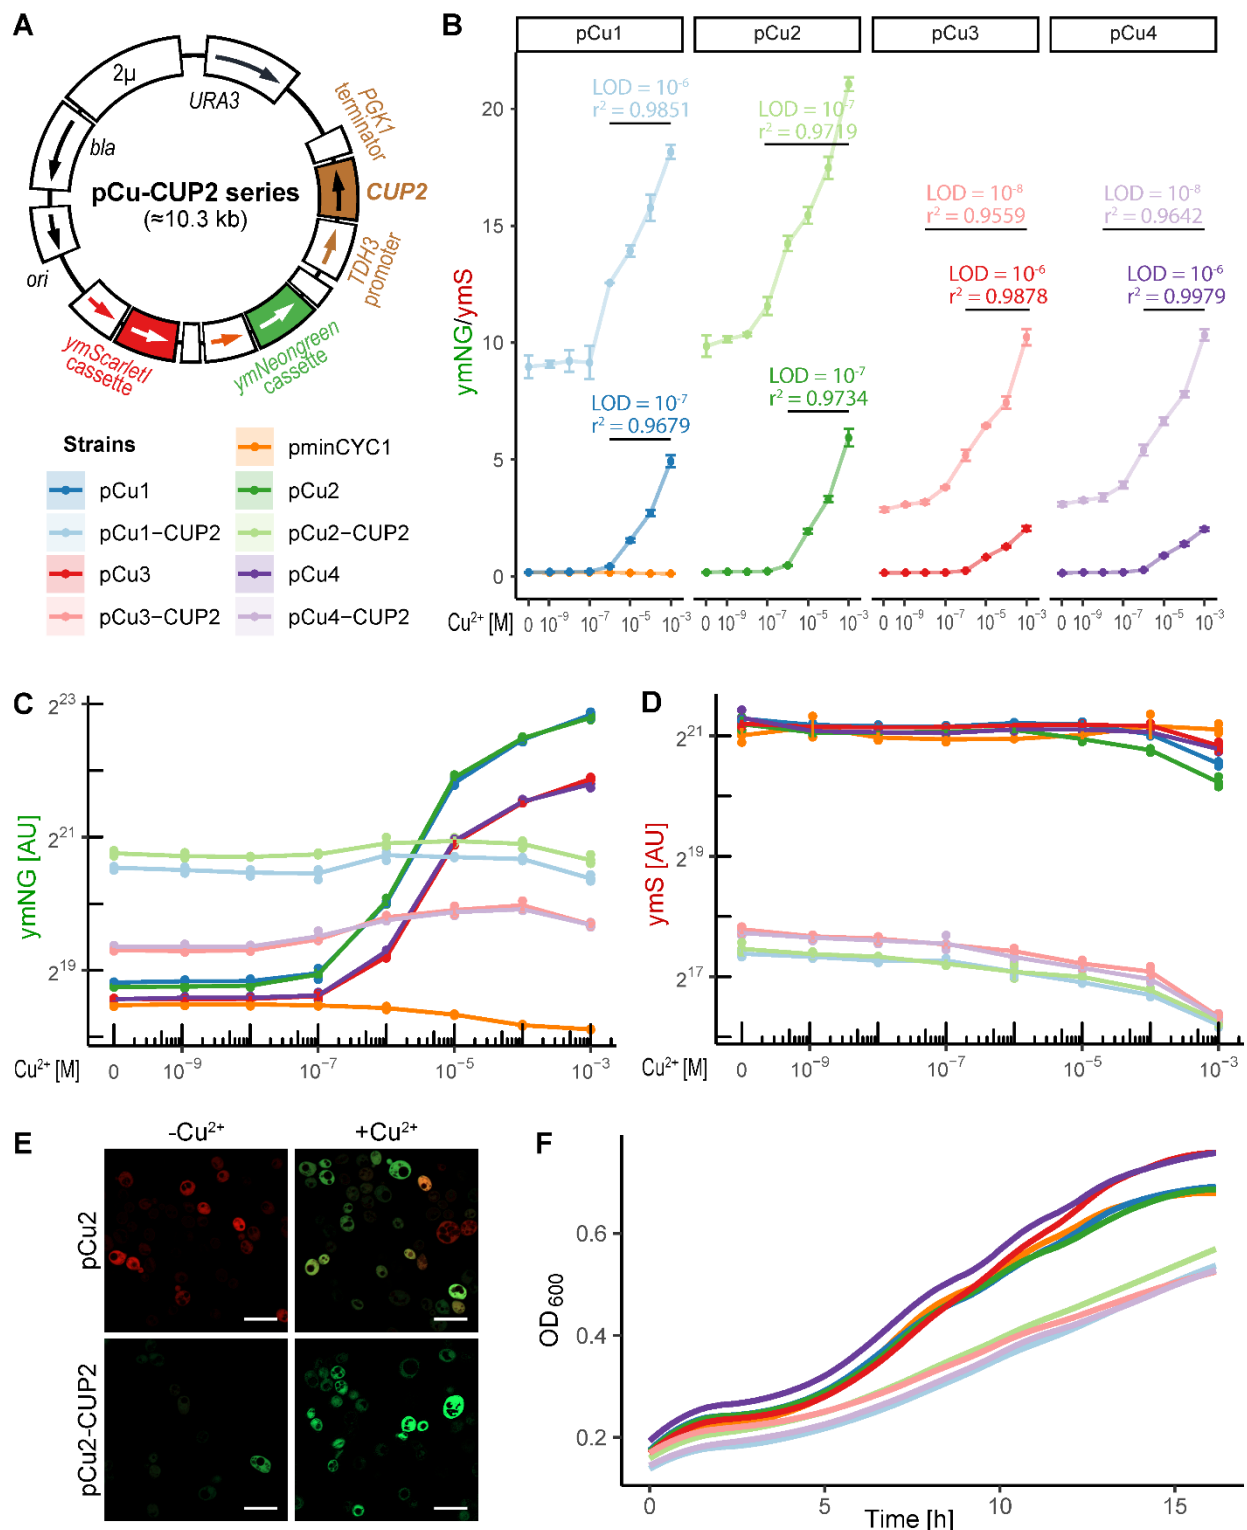 A
2µ
URA3
bla
PGK1
terminator
pCu-CUP2 series
(≈10.3 kb)
CUP2
ori
TDH3
promoter
ymScarletI
cassette
ymNeongreen
cassette
Strains
pminCYC1
pCu1
pCu2
pCu1−CUP2
pCu2−CUP2
pCu3
pCu4
pCu3−CUP2
pCu4−CUP2
B
pCu1
pCu2
pCu3
pCu4
ymNG/ymS
20
15
10
5
0
LOD = 10⁻⁶
r² = 0.9851
LOD = 10⁻⁷
r² = 0.9719
LOD = 10⁻⁸
r² = 0.9559
LOD = 10⁻⁸
r² = 0.9642
LOD = 10⁻⁷
r² = 0.9679
LOD = 10⁻⁷
r² = 0.9734
LOD = 10⁻⁶
r² = 0.9878
LOD = 10⁻⁶
r² = 0.9979
Cu²⁺ [M]
0 10⁻⁹ 10⁻⁷ 10⁻⁵ 10⁻³
0 10⁻⁹ 10⁻⁷ 10⁻⁵ 10⁻³
0 10⁻⁹ 10⁻⁷ 10⁻⁵ 10⁻³
0 10⁻⁹ 10⁻⁷ 10⁻⁵ 10⁻³
C
ymNG [AU]
2²³
2²¹
2¹⁹
Cu²⁺ [M]
0 10⁻⁹ 10⁻⁷ 10⁻⁵ 10⁻³
D
ymS [AU]
2²¹
2¹⁹
2¹⁷
Cu²⁺ [M]
0 10⁻⁹ 10⁻⁷ 10⁻⁵ 10⁻³
E
-Cu²⁺
+Cu²⁺
pCu2
pCu2-CUP2
F
OD₆₀₀
0.6
0.4
0.2
0 5 10 15
Time [h]